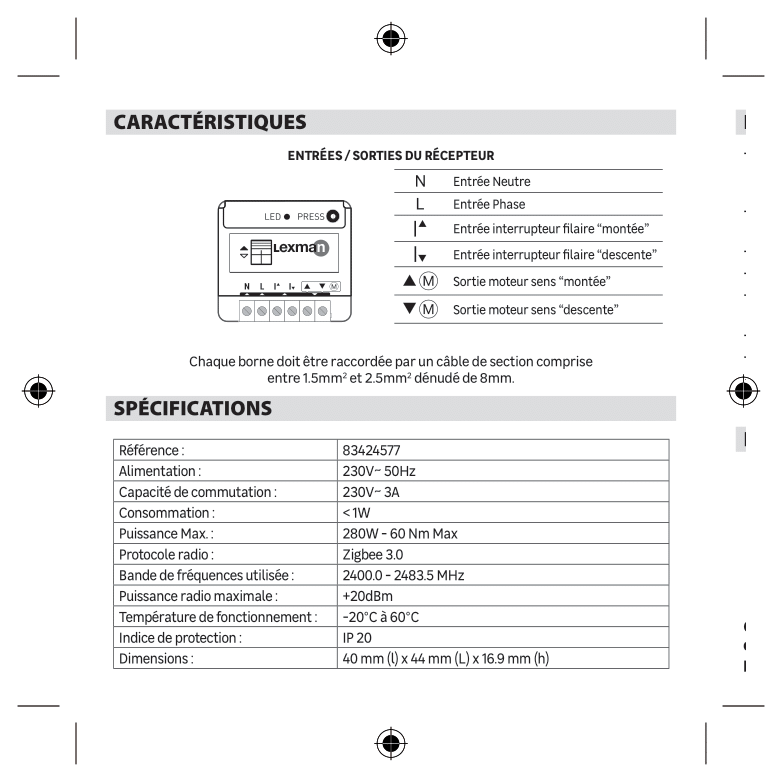 CARACTÉRISTIQUES
ENTRÉES / SORTIES DU RÉCEPTEUR
LED PRESS
Lexman
N L I▲ I▼ ▲ ▼ M
N Entrée Neutre
L Entrée Phase
I▲ Entrée interrupteur filaire “montée”
I▼ Entrée interrupteur filaire “descente”
▲ M Sortie moteur sens “montée”
▼ M Sortie moteur sens “descente”
Chaque borne doit être raccordée par un câble de section comprise
entre 1.5mm² et 2.5mm² dénudé de 8mm.
SPÉCIFICATIONS
Référence : 83424577
Alimentation : 230V~ 50Hz
Capacité de commutation : 230V~ 3A
Consommation : < 1W
Puissance Max. : 280W - 60 Nm Max
Protocole radio : Zigbee 3.0
Bande de fréquences utilisée : 2400.0 - 2483.5 MHz
Puissance radio maximale : +20dBm
Température de fonctionnement : -20°C à 60°C
Indice de protection : IP 20
Dimensions : 40 mm (l) x 44 mm (L) x 16.9 mm (h)